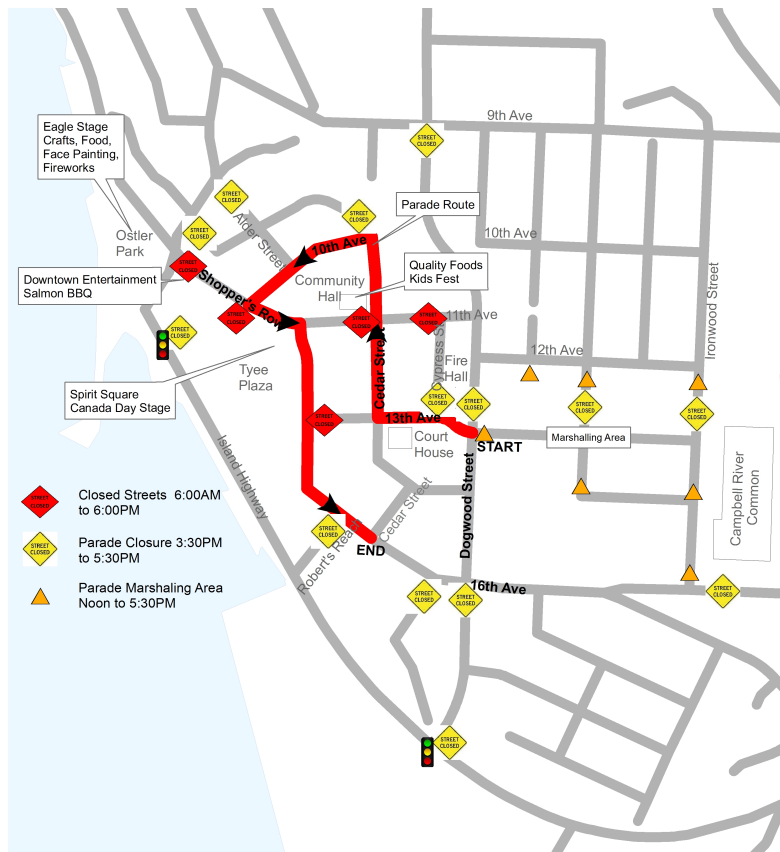 9th Ave
STREET CLOSED
Eagle Stage
Crafts, Food,
Face Painting,
Fireworks
STREET CLOSED
Parade Route
STREET CLOSED
STREET CLOSED
Ostler
Park
Alder Street
10th Ave
10th Ave
Quality Foods
Kids Fest
STREET CLOSED
Downtown Entertainment
Salmon BBQ
Shopper's Row
Community
Hall
Ironwood Street
STREET CLOSED
STREET CLOSED
STREET CLOSED
11th Ave
STREET CLOSED
Cypress St
12th Ave
Fire
Hall
Tyee
Plaza
Cedar Street
Spirit Square
Canada Day Stage
STREET CLOSED
STREET CLOSED
STREET CLOSED
STREET CLOSED
STREET CLOSED
13th Ave
Court
House
START
Marshalling Area
Island Highway
Dogwood Street
Cedar Street
Campbell River
Common
STREET CLOSED
Closed Streets 6:00AM
to 6:00PM
STREET CLOSED
STREET CLOSED
Parade Closure 3:30PM
to 5:30PM
Robert's Reach
END
Parade Marshaling Area
Noon to 5:30PM
16th Ave
STREET CLOSED
STREET CLOSED
STREET CLOSED
STREET CLOSED